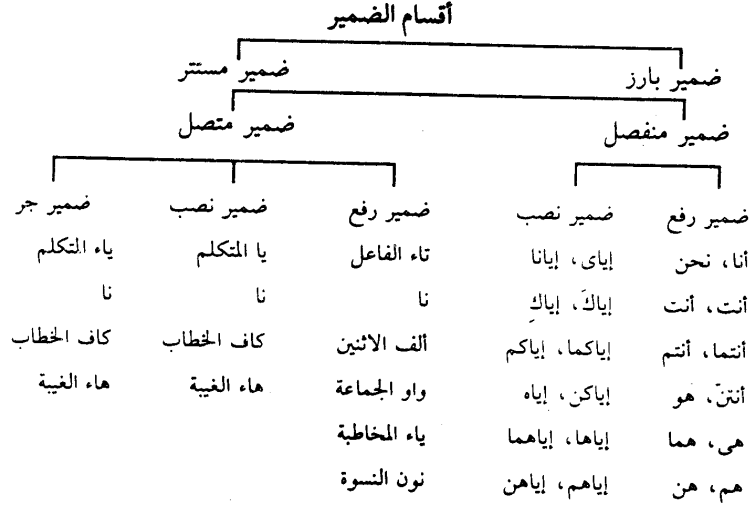 أقسام الضمير
ضمير بارز ضمير مستتر
ضمير منفصل ضمير متصل
ضمير رفع ضمير نصب ضمير رفع ضمير نصب ضمير جر
أنا، نحن إياى، إيانا تاء الفاعل يا المتكلم ياء المتكلم
أنت، أنت إياكَ، إياكِ نا نا نا
أنتما، أنتم إياكما، إياكم ألف الاثنين كاف الخطاب كاف الخطاب
أنتنّ، هو إياكن، إياه واو الجماعة هاء الغيبة هاء الغيبة
هى، هما إياها، إياهما ياء المخاطبة
هم، هن إياهم، إياهن نون النسوة